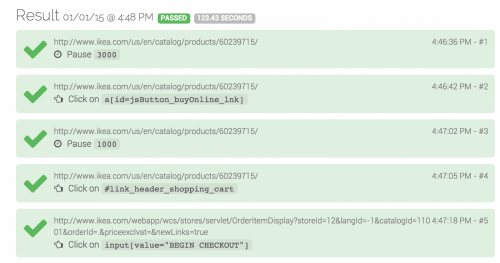 Result 01/01/15 @ 4:48 PM PASSED 123.43 SECONDS
http://www.ikea.com/us/en/catalog/products/60239715/ 4:46:36 PM - #1
Pause 3000
http://www.ikea.com/us/en/catalog/products/60239715/ 4:46:42 PM - #2
Click on a[id=jsButton_buyOnline_lnk]
http://www.ikea.com/us/en/catalog/products/60239715/ 4:47:02 PM - #3
Pause 1000
http://www.ikea.com/us/en/catalog/products/60239715/ 4:47:05 PM - #4
Click on #link_header_shopping_cart
http://www.ikea.com/webapp/wcs/stores/servlet/OrderItemDisplay?storeId=12&langId=-1&catalogId=110 4:47:18 PM - #5
01&orderId=.&priceexclvat=&newLinks=true
Click on input[value="BEGIN CHECKOUT"]